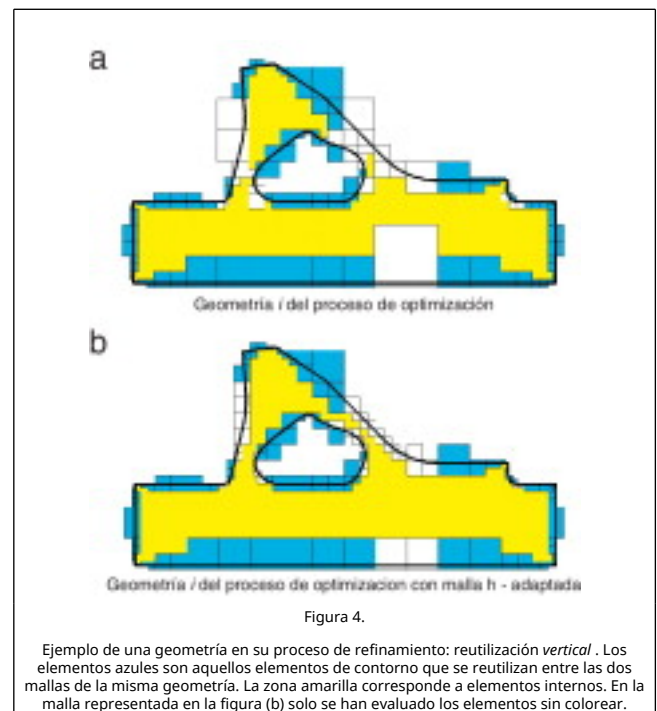 a
Geometría i del proceso de optimización
b
Geometría i del proceso de optimizacion con malla h - adaptada
Figura 4.
Ejemplo de una geometría en su proceso de refinamiento: reutilización vertical . Los
elementos azules son aquellos elementos de contorno que se reutilizan entre las dos
mallas de la misma geometría. La zona amarilla corresponde a elementos internos. En la
malla representada en la figura (b) solo se han evaluado los elementos sin colorear.